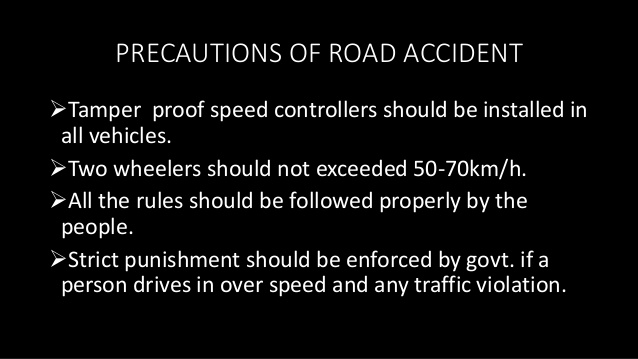 PRECAUTIONS OF ROAD ACCIDENT
➢Tamper proof speed controllers should be installed in
all vehicles.
➢Two wheelers should not exceeded 50-70km/h.
➢All the rules should be followed properly by the
people.
➢Strict punishment should be enforced by govt. if a
person drives in over speed and any traffic violation.